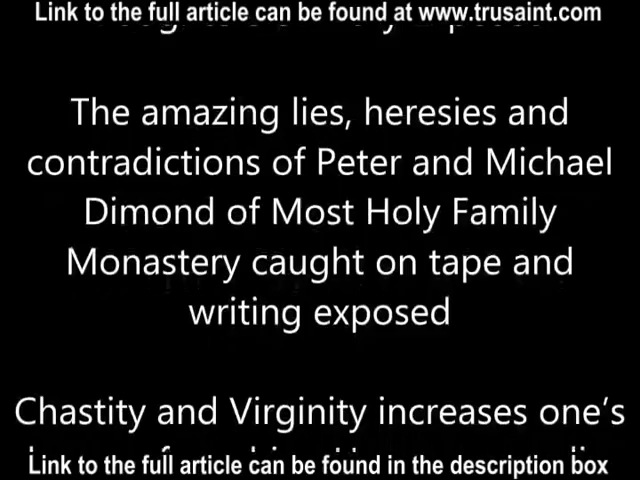 Link to the full article can be found at www.trusaint.com
The amazing lies, heresies and
contradictions of Peter and Michael
Dimond of Most Holy Family
Monastery caught on tape and
writing exposed
Chastity and Virginity increases one’s
Link to the full article can be found in the description box